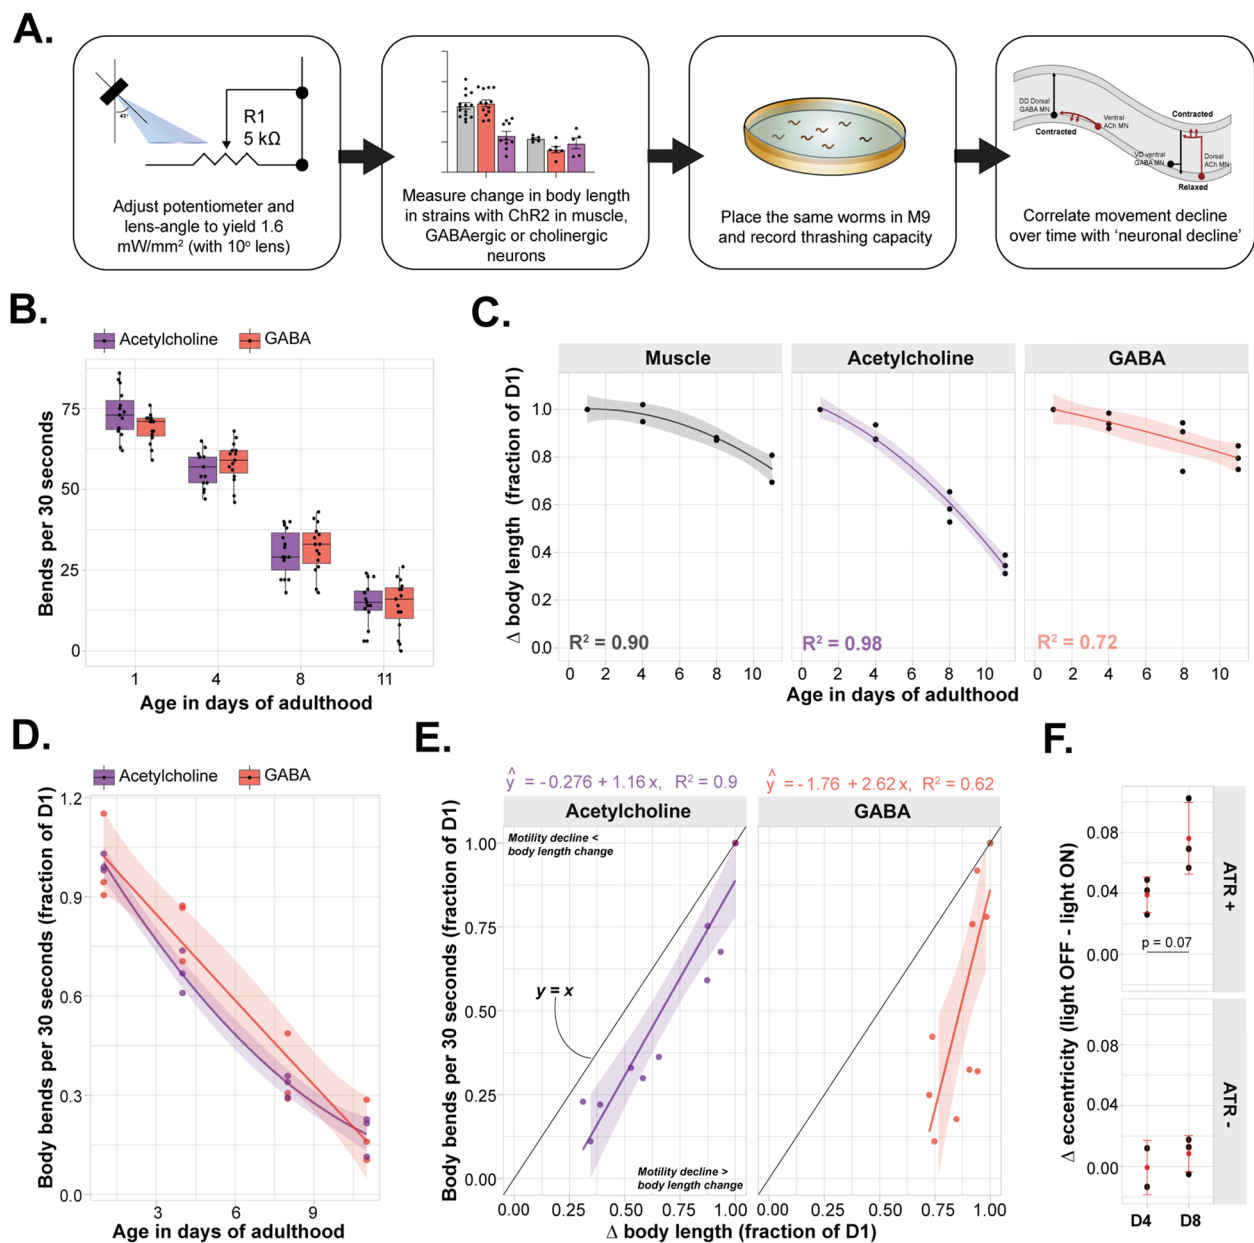 A.
43°
R1
5 kΩ
Adjust potentiometer and
lens-angle to yield 1.6
mW/mm² (with 10° lens)
Measure change in body length
in strains with ChR2 in muscle,
GABAergic or cholinergic
neurons
Place the same worms in M9
and record thrashing capacity
DD Dorsal
GABA MN
Contracted
Ventral
ACh MN
Contracted
VD ventral
GABA MN
Dorsal
ACh MN
Relaxed
Correlate movement decline
over time with ‘neuronal decline’
B.
Acetylcholine
GABA
Bends per 30 seconds
75
50
25
0
1 4 8 11
Age in days of adulthood
C.
Muscle Acetylcholine GABA
Δ body length (fraction of D1)
1.0
0.8
0.6
0.4
0.2
0.0
R² = 0.90
R² = 0.98
R² = 0.72
0 2 4 6 8 10 0 2 4 6 8 10 0 2 4 6 8 10
Age in days of adulthood
D.
Acetylcholine
GABA
Body bends per 30 seconds (fraction of D1)
1.2
0.9
0.6
0.3
0.0
3 6 9
Age in days of adulthood
E.
ŷ = -0.276 + 1.16 x, R² = 0.9
ŷ = -1.76 + 2.62 x, R² = 0.62
Acetylcholine GABA
Body bends per 30 seconds (fraction of D1)
Motility decline <
body length change
1.00
0.75
0.50
0.25
0.00
y = x
Motility decline >
body length change
0.00 0.25 0.50 0.75 1.00 0.00 0.25 0.50 0.75 1.00
Δ body length (fraction of D1)
F.
Δ eccentricity (light OFF - light ON)
0.08
0.04
0.00
p = 0.07
ATR +
0.08
0.04
0.00
ATR -
D4 D8